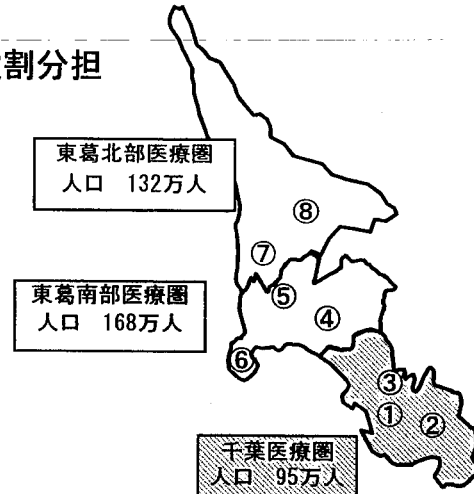 割分担
東葛北部医療圏
人口 132万人
⑧
⑦
東葛南部医療圏
人口 168万人
⑤
④
⑥
③
①
②
千葉医療圏
人口 95万人